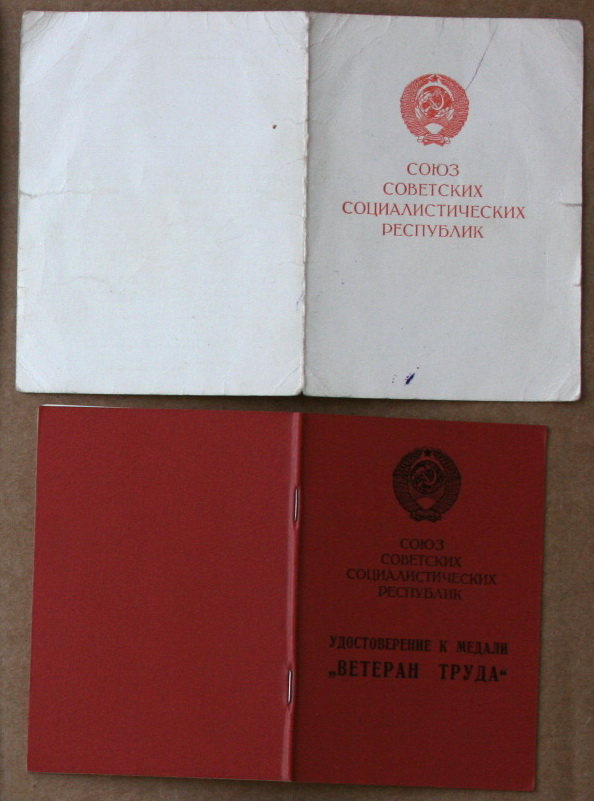 СОЮЗ
СОВЕТСКИХ
СОЦИАЛИСТИЧЕСКИХ
РЕСПУБЛИК
СОЮЗ
СОВЕТСКИХ
СОЦИАЛИСТИЧЕСКИХ
РЕСПУБЛИК
УДОСТОВЕРЕНИЕ К МЕДАЛИ
„ВЕТЕРАН ТРУДА“